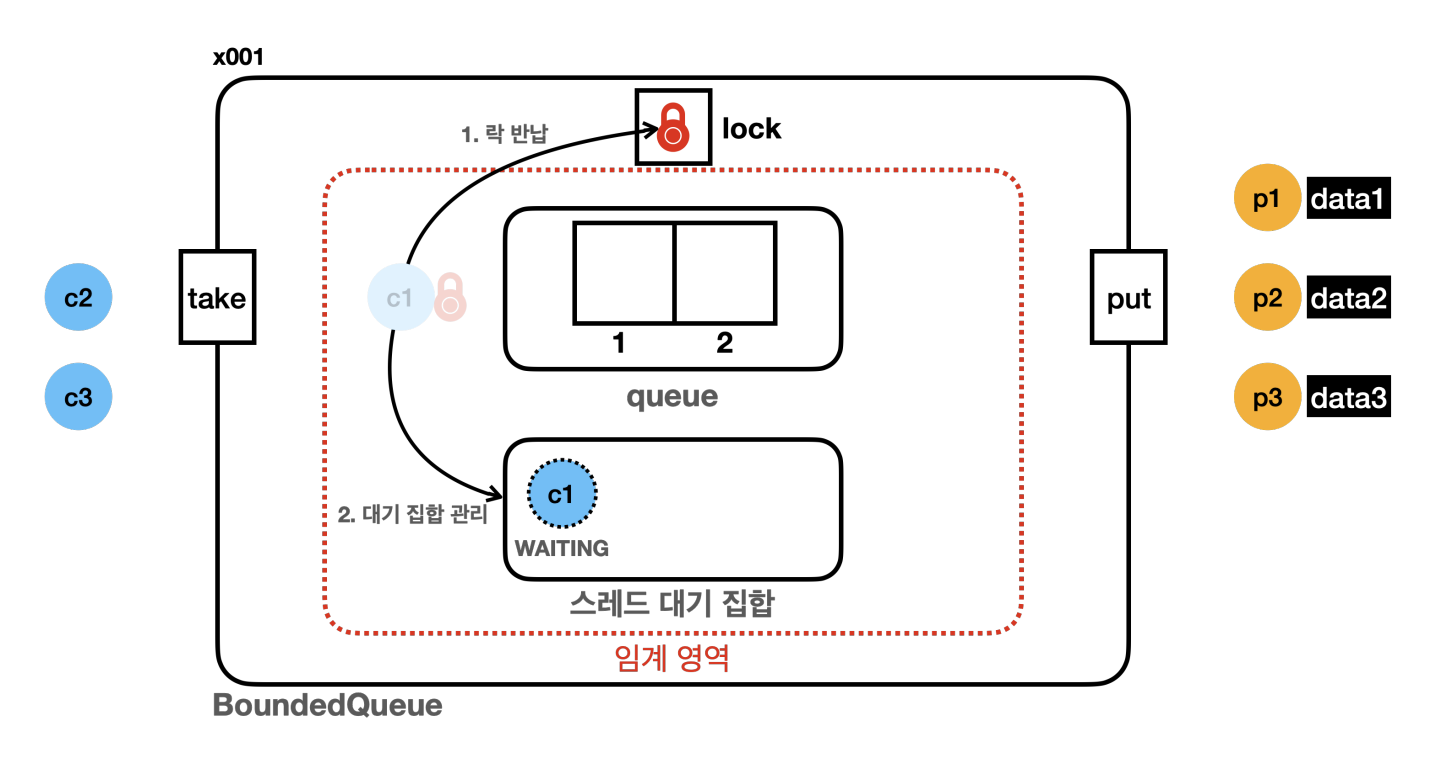 x001
lock
1. 락 반납
p1 data1
c1
c2
take
put
p2 data2
1 2
queue
c3
p3 data3
c1
2. 대기 집합 관리
WAITING
스레드 대기 집합
임계 영역
BoundedQueue